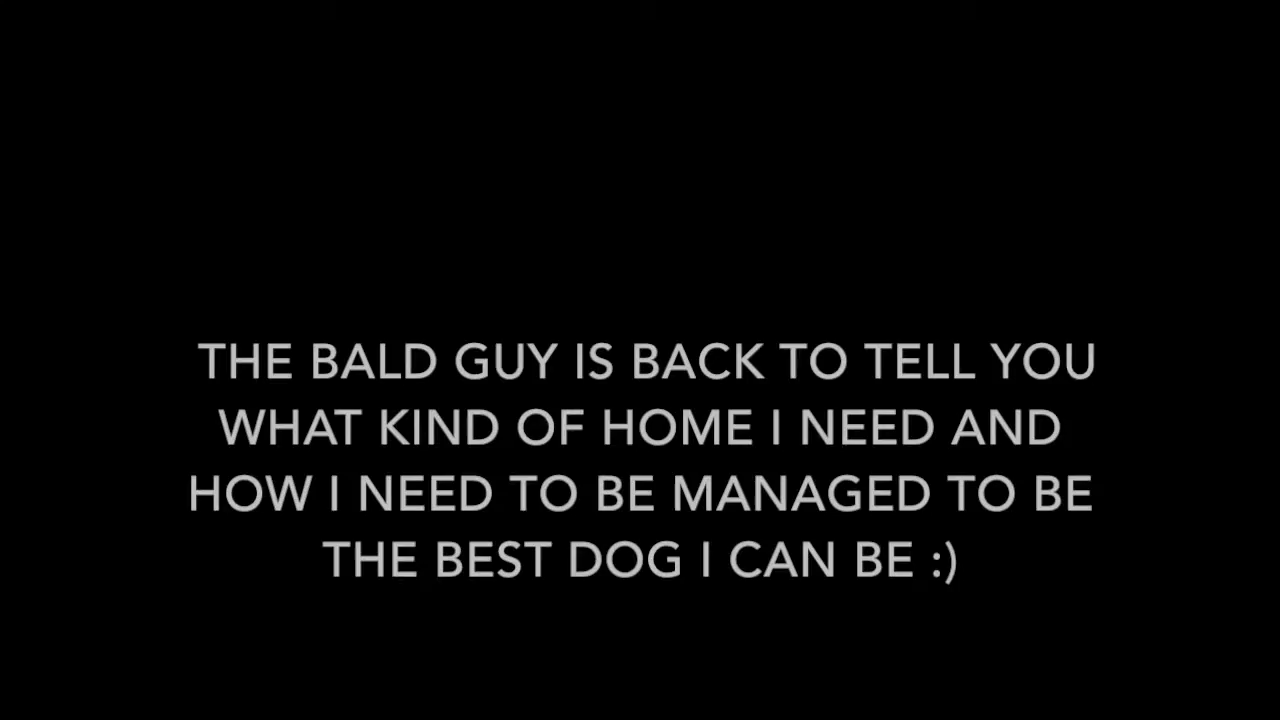 THE BALD GUY IS BACK TO TELL YOU
WHAT KIND OF HOME I NEED AND
HOW I NEED TO BE MANAGED TO BE
THE BEST DOG I CAN BE :)